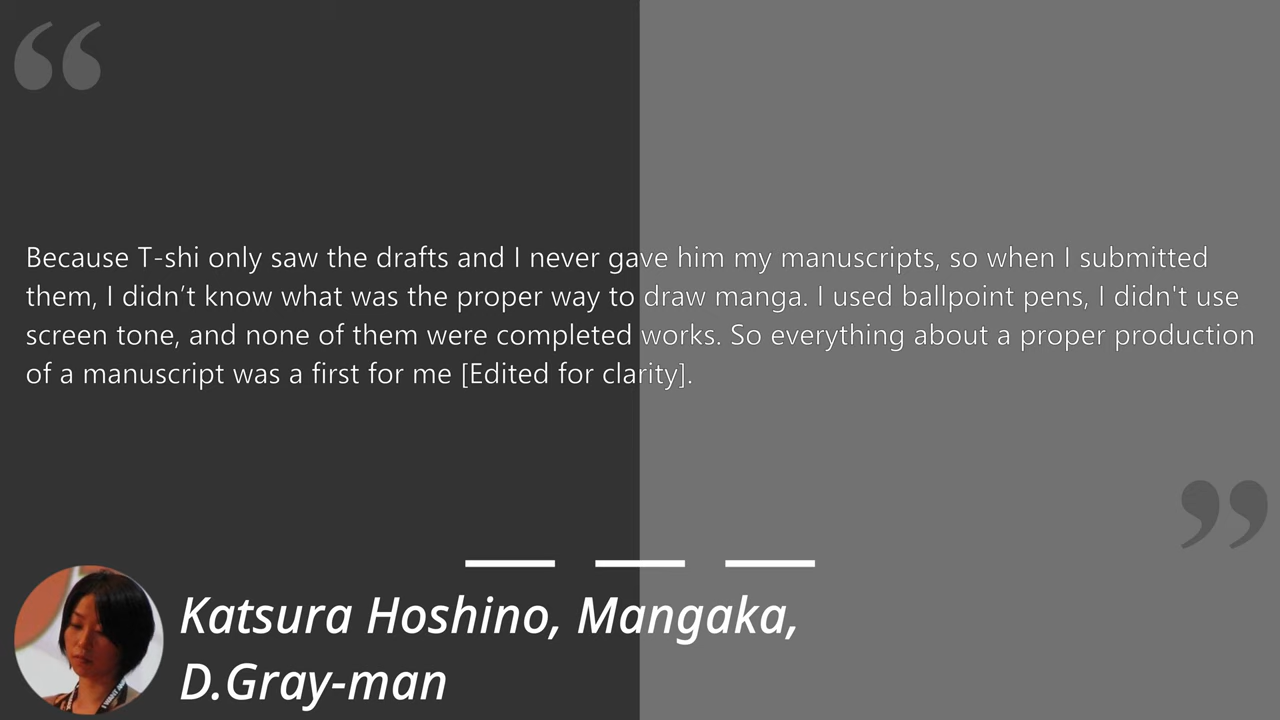 “
Because T-shi only saw the drafts and I never gave him my manuscripts, so when I submitted
them, I didn’t know what was the proper way to draw manga. I used ballpoint pens, I didn't use
screen tone, and none of them were completed works. So everything about a proper production
of a manuscript was a first for me [Edited for clarity].
”
Katsura Hoshino, Mangaka,
D.Gray-man